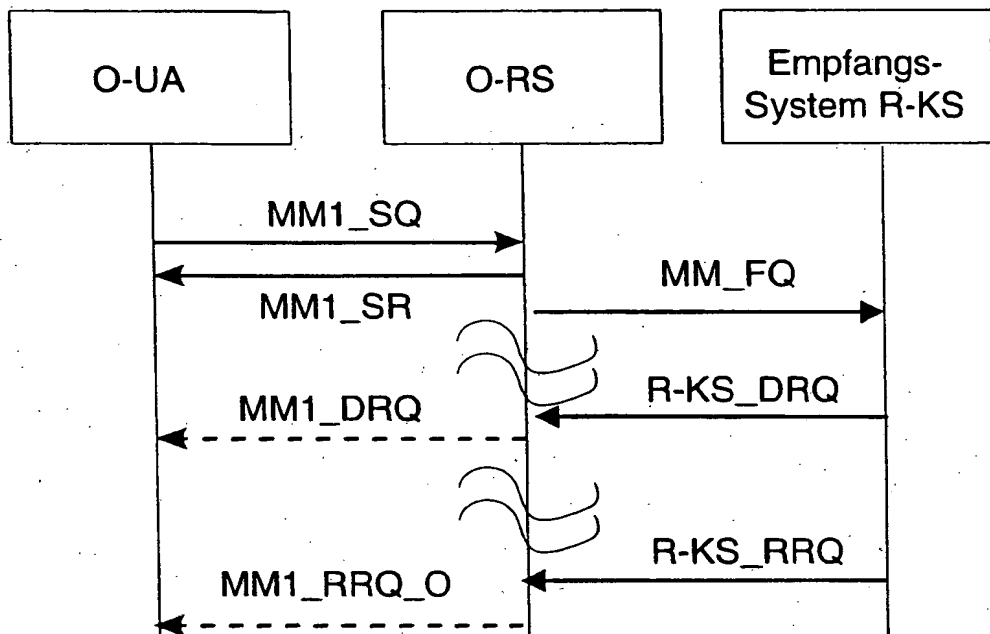 O-UA
O-RS
Empfangs-
System R-KS
MM1_SQ
MM1_SR
MM_FQ
R-KS_DRQ
MM1_DRQ
R-KS_RRQ
MM1_RRQ_O